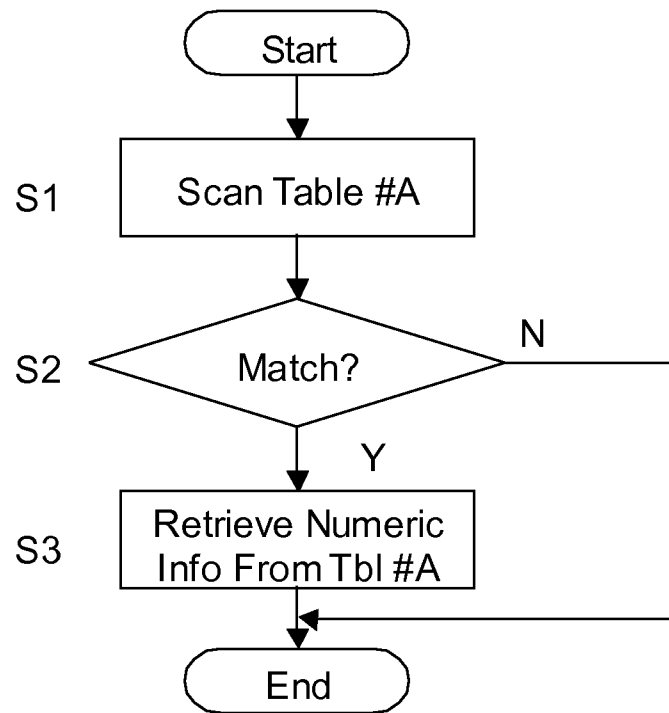 Start
S1
Scan Table #A
S2
Match?
N
Y
S3
Retrieve Numeric
Info From Tbl #A
End